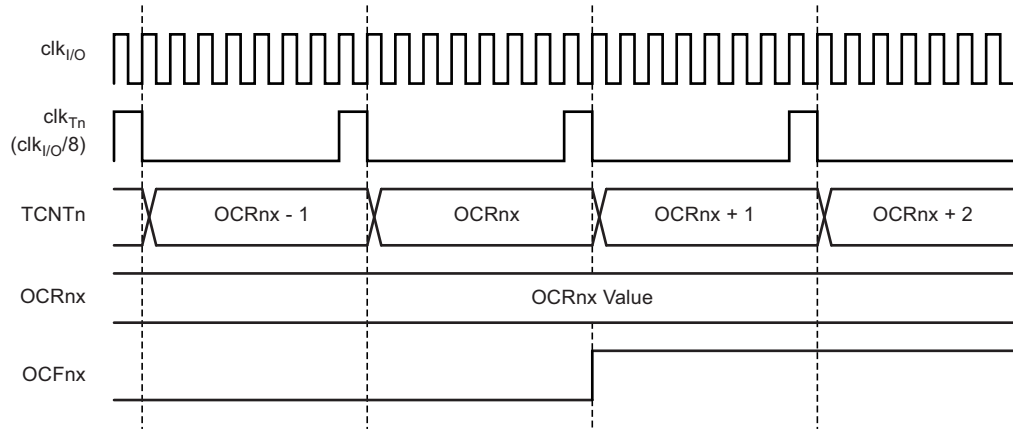 clkI/O
clkTn
(clkI/O/8)
TCNTn OCRnx - 1 OCRnx OCRnx + 1 OCRnx + 2
OCRnx OCRnx Value
OCFnx